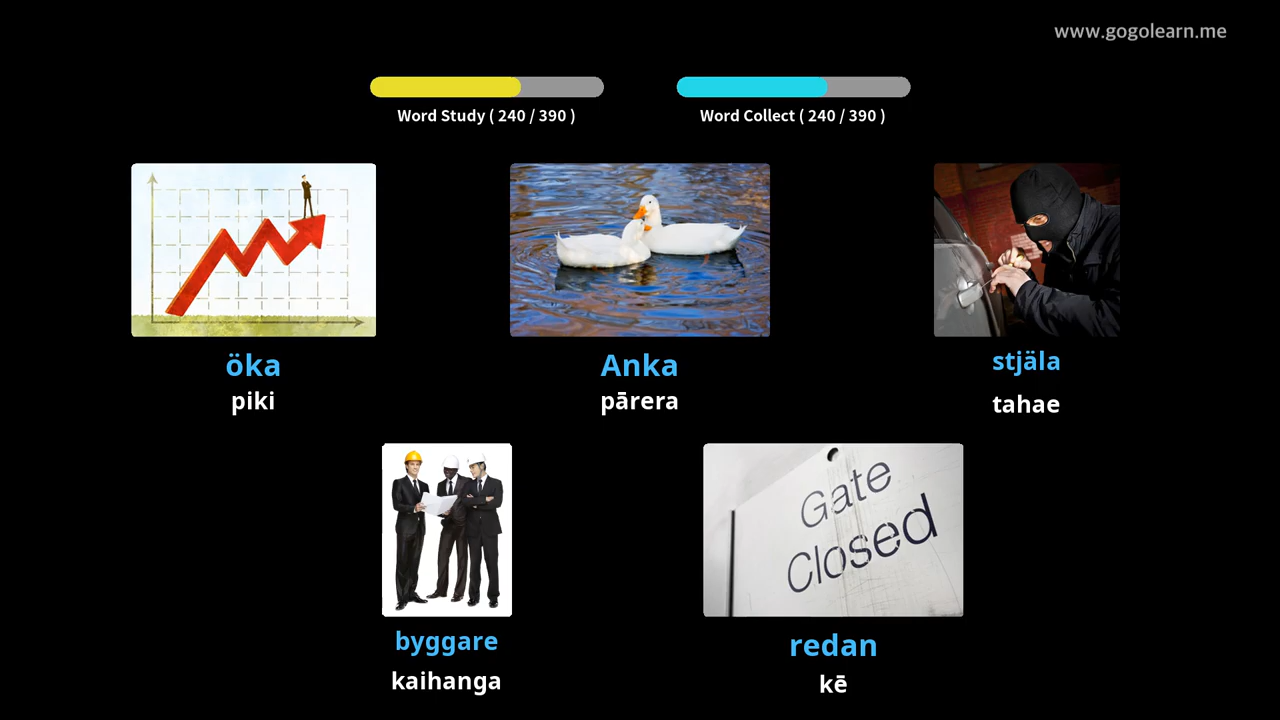 www.gogolearn.me
Word Study ( 240 / 390 )
Word Collect ( 240 / 390 )
öka
piki
Anka
pārera
stjäla
tahae
Gate
Closed
byggare
kaihanga
redan
kē